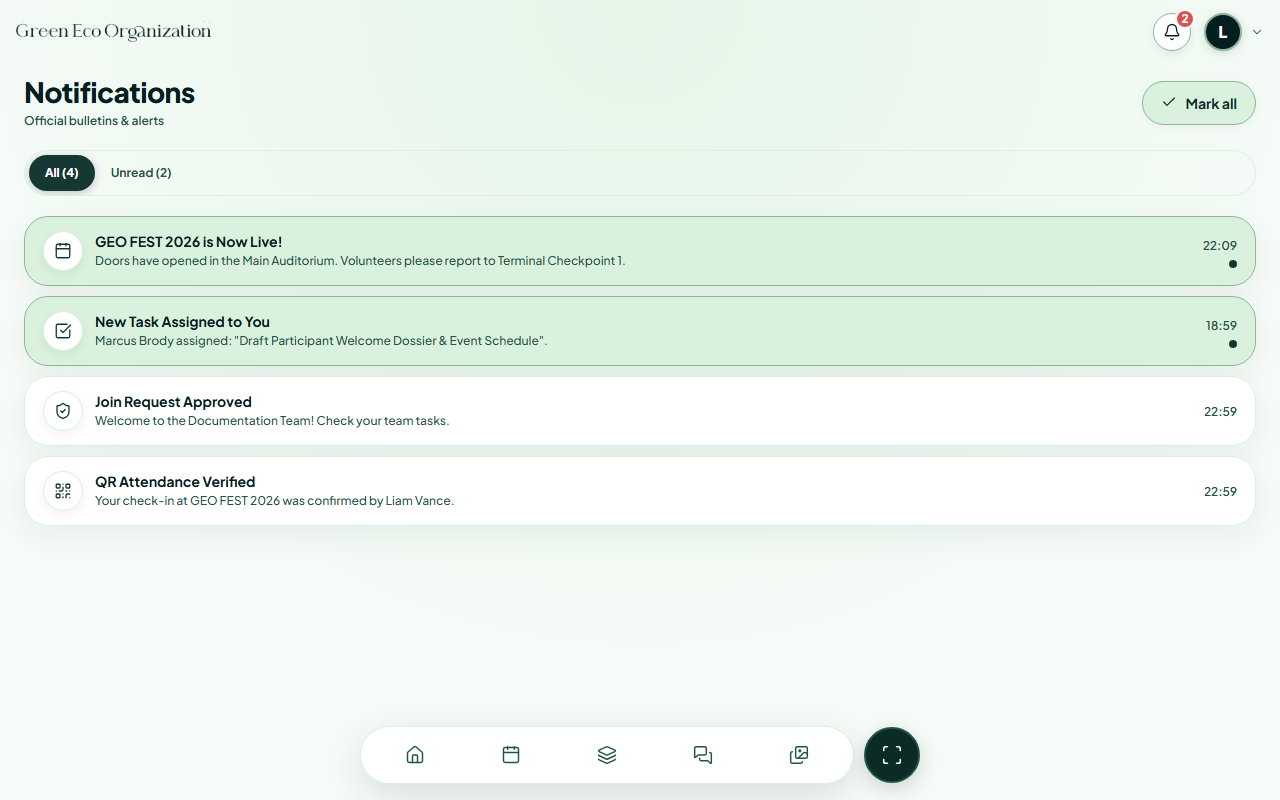 Green Eco Organization
2
L
Notifications
Official bulletins & alerts
Mark all
All (4)
Unread (2)
GEO FEST 2026 is Now Live!
Doors have opened in the Main Auditorium. Volunteers please report to Terminal Checkpoint 1.
22:09
New Task Assigned to You
Marcus Brody assigned: "Draft Participant Welcome Dossier & Event Schedule".
18:59
Join Request Approved
Welcome to the Documentation Team! Check your team tasks.
22:59
QR Attendance Verified
Your check-in at GEO FEST 2026 was confirmed by Liam Vance.
22:59